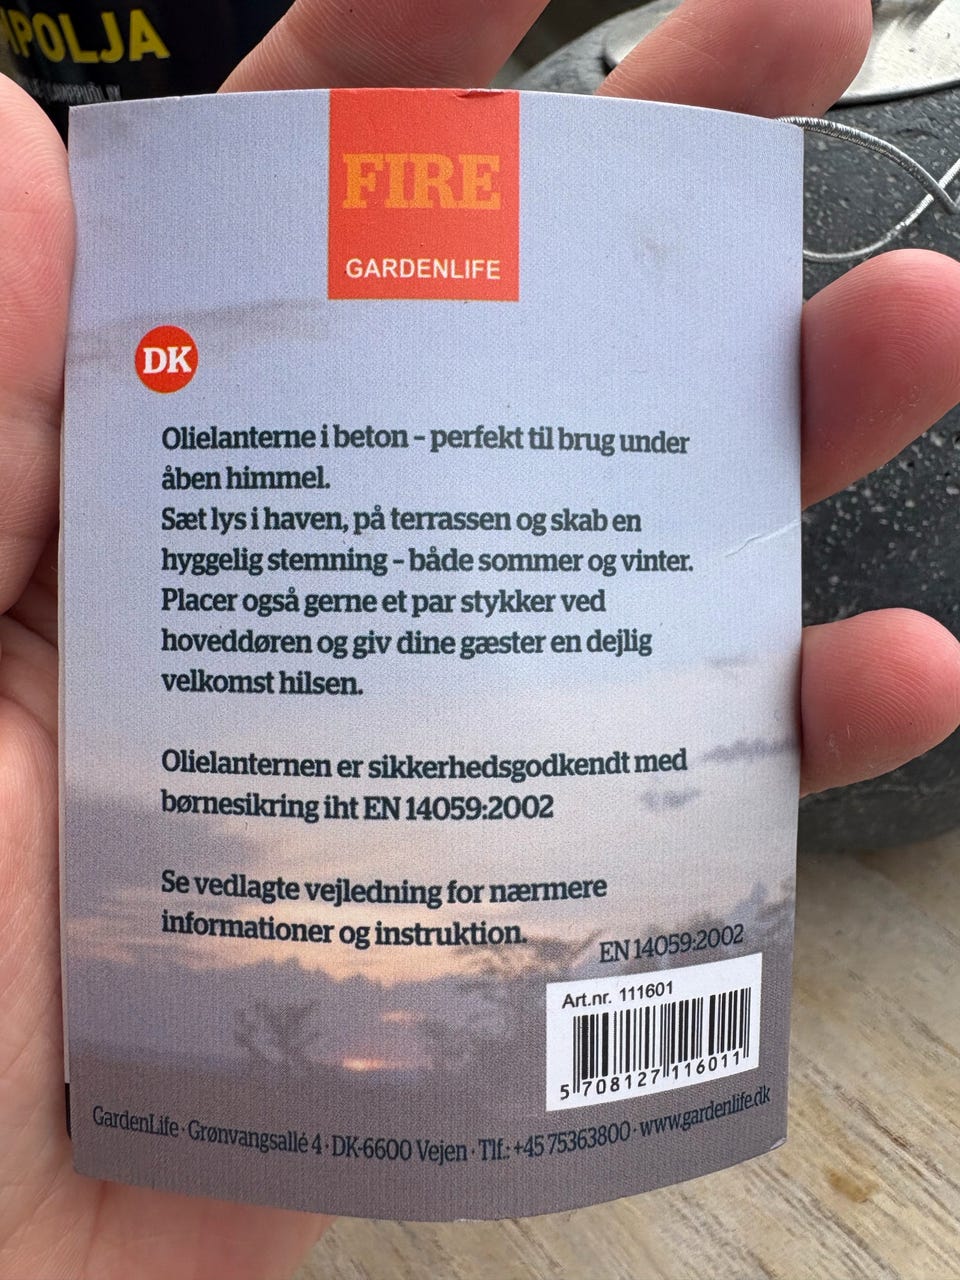 POLJA
FIRE
GARDENLIFE
DK
Olielanterne i beton – perfekt til brug under
åben himmel.
Sæt lys i haven, på terrassen og skab en
hyggelig stemning – både sommer og vinter.
Placer også gerne et par stykker ved
hoveddøren og giv dine gæster en dejlig
velkomst hilsen.
Olielanternen er sikkerhedsgodkendt med
børnesikring iht EN 14059:2002
Se vedlagte vejledning for nærmere
informationer og instruktion.
EN 14059:2002
Art.nr. 111601
5 708127 116011
GardenLife · Grønvangsallé 4 · DK-6600 Vejen · Tlf.: +45 75363800 · www.gardenlife.dk